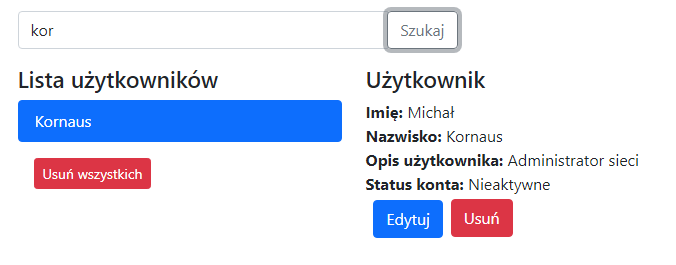 kor
Szukaj
Lista użytkowników
Kornaus
Usuń wszystkich
Użytkownik
Imię: Michał
Nazwisko: Kornaus
Opis użytkownika: Administrator sieci
Status konta: Nieaktywne
Edytuj
Usuń